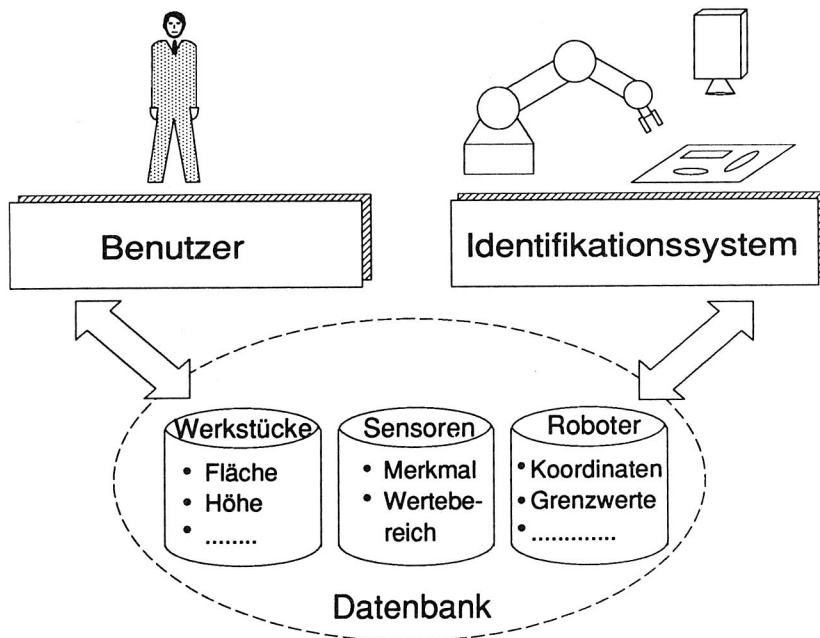 Benutzer
Identifikationssystem
Werkstücke
• Fläche
• Höhe
• ........
Sensoren
• Merkmal
• Wertebe-
reich
Roboter
• Koordinaten
• Grenzwerte
• .............
Datenbank